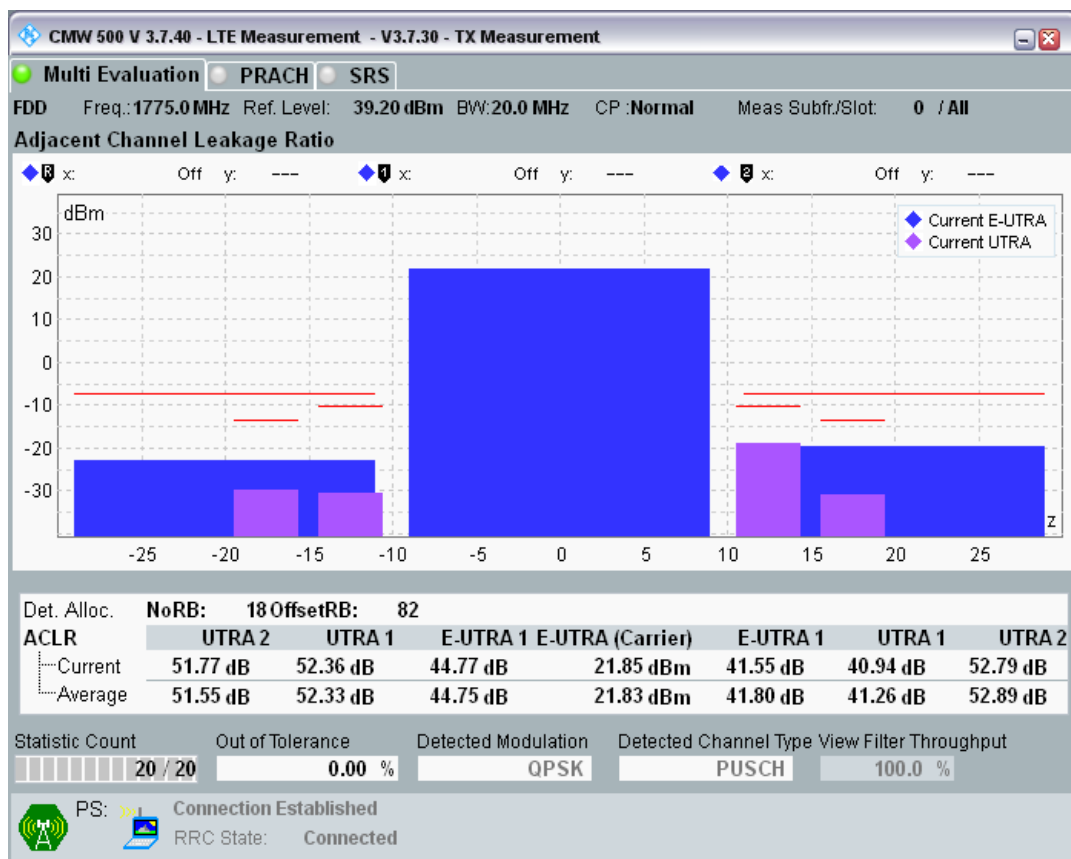 CMW 500 V 3.7.40 - LTE Measurement - V3.7.30 - TX Measurement
Multi Evaluation PRACH SRS
FDD Freq.: 1775.0 MHz Ref. Level: 39.20 dBm BW: 20.0 MHz CP : Normal Meas Subfr./Slot: 0 / All
Adjacent Channel Leakage Ratio
R x: Off y: --- 1 x: Off y: --- 2 x: Off y: ---
dBm
Current E-UTRA
Current UTRA
30
20
10
0
-10
-20
-30
z
-25 -20 -15 -10 -5 0 5 10 15 20 25
Det. Alloc. NoRB: 18 OffsetRB: 82
ACLR UTRA 2 UTRA 1 E-UTRA 1 E-UTRA (Carrier) E-UTRA 1 UTRA 1 UTRA 2
Current 51.77 dB 52.36 dB 44.77 dB 21.85 dBm 41.55 dB 40.94 dB 52.79 dB
Average 51.55 dB 52.33 dB 44.75 dB 21.83 dBm 41.80 dB 41.26 dB 52.89 dB
Statistic Count Out of Tolerance Detected Modulation Detected Channel Type View Filter Throughput
20 / 20 0.00 % QPSK PUSCH 100.0 %
PS: Connection Established
RRC State: Connected